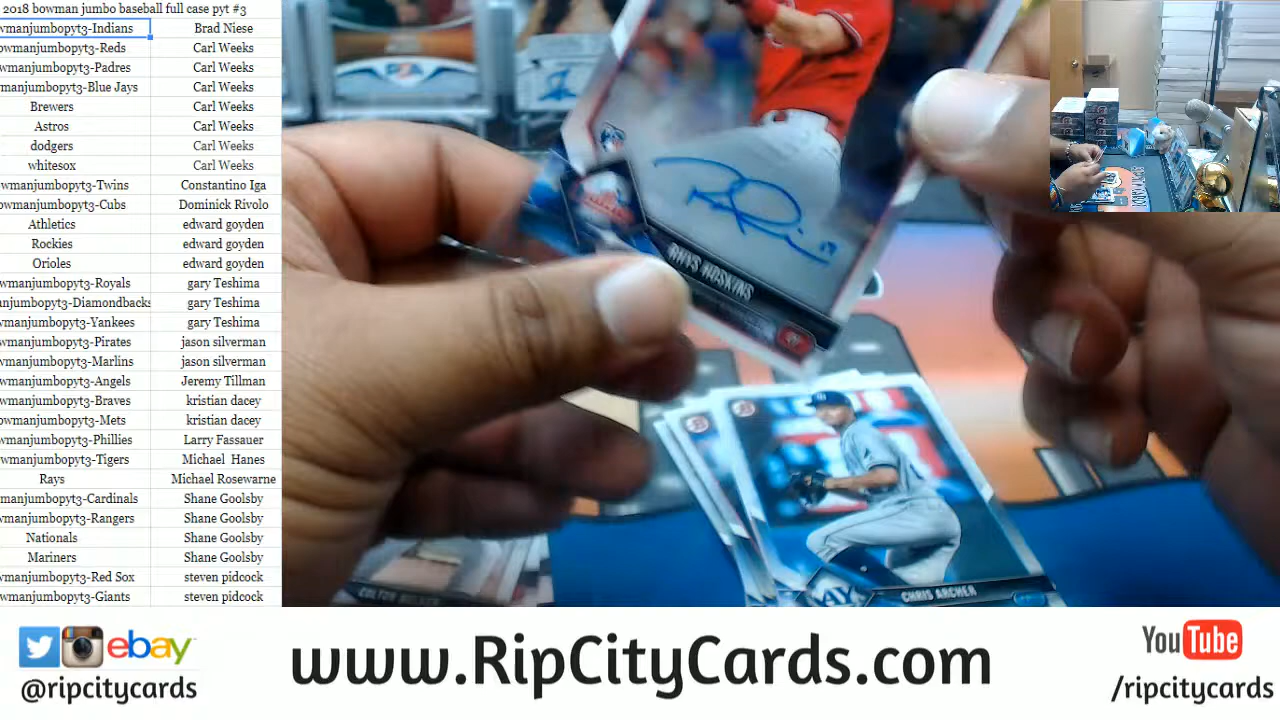 2018 bowman jumbo baseball full case pyt #3
owmanjumbopyt3-Indians Brad Niese
owmanjumbopyt3-Reds Carl Weeks
wmanjumbopyt3-Padres Carl Weeks
manjumbopyt3-Blue Jays Carl Weeks
Brewers Carl Weeks
Astros Carl Weeks
dodgers Carl Weeks
whitesox Carl Weeks
owmanjumbopyt3-Twins Constantino Iga
owmanjumbopyt3-Cubs Dominick Rivolo
Athletics edward goyden
Rockies edward goyden
Orioles edward goyden
wmanjumbopyt3-Royals gary Teshima
anjumbopyt3-Diamondbacks gary Teshima
wmanjumbopyt3-Yankees gary Teshima
wmanjumbopyt3-Pirates jason silverman
wmanjumbopyt3-Marlins jason silverman
owmanjumbopyt3-Angels Jeremy Tillman
owmanjumbopyt3-Braves kristian dacey
owmanjumbopyt3-Mets kristian dacey
wmanjumbopyt3-Phillies Larry Fassauer
wmanjumbopyt3-Tigers Michael Hanes
Rays Michael Rosewarne
manjumbopyt3-Cardinals Shane Goolsby
wmanjumbopyt3-Rangers Shane Goolsby
Nationals Shane Goolsby
Mariners Shane Goolsby
wmanjumbopyt3-Red Sox steven pidcock
owmanjumbopyt3-Giants steven pidcock
RHYS HOSKINS
RAYS
CHRIS ARCHER
ebay
@ripcitycards
www.RipCityCards.com
YouTube
/ripcitycards